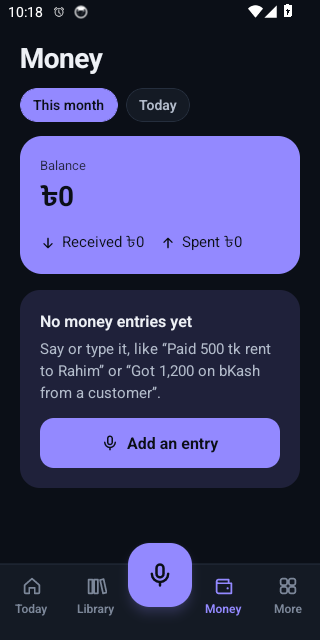 10:18
Money
This month
Today
Balance
৳0
Received ৳0
Spent ৳0
No money entries yet
Say or type it, like “Paid 500 tk rent
to Rahim” or “Got 1,200 on bKash
from a customer”.
Add an entry
Today
Library
Money
More